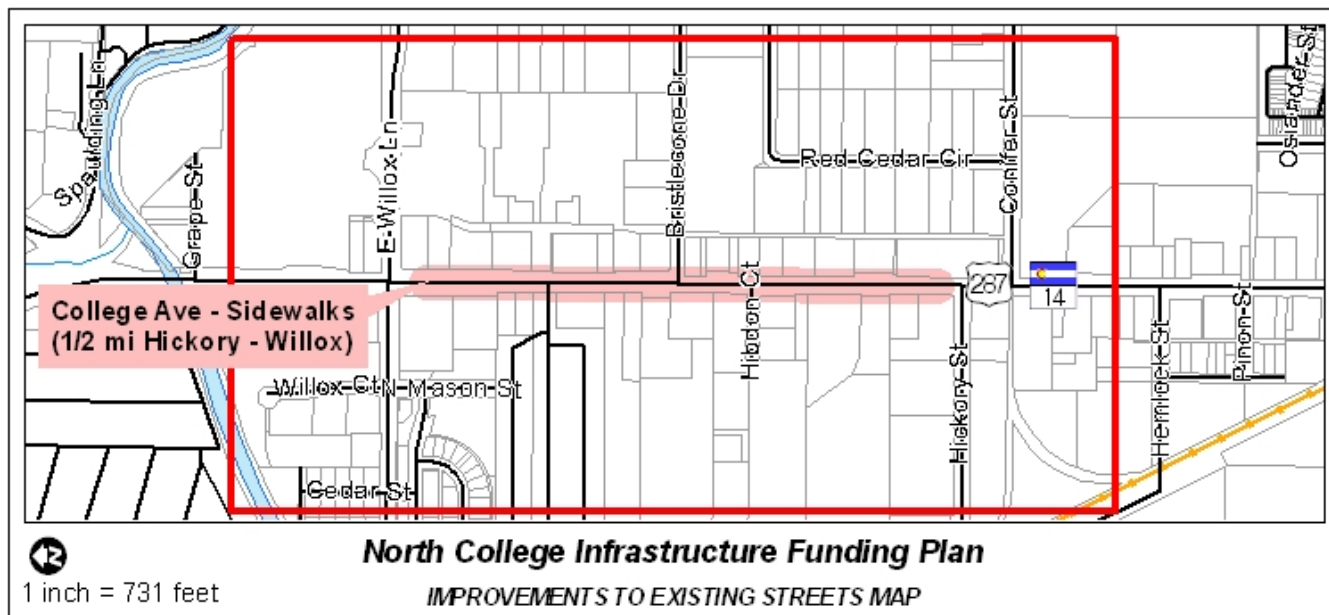 Spaulding Ln
Grape St
E Willox Ln
Bristlecone Dr
Red Cedar Cir
Conifer St
Osiander St
College Ave - Sidewalks
(1/2 mi Hickory - Willox)
Hibdon Ct
287
14
Hickory St
Hemlock St
Pinon St
Willox Ct
N Mason St
Cedar St
North College Infrastructure Funding Plan
1 inch = 731 feet
IMPROVEMENTS TO EXISTING STREETS MAP